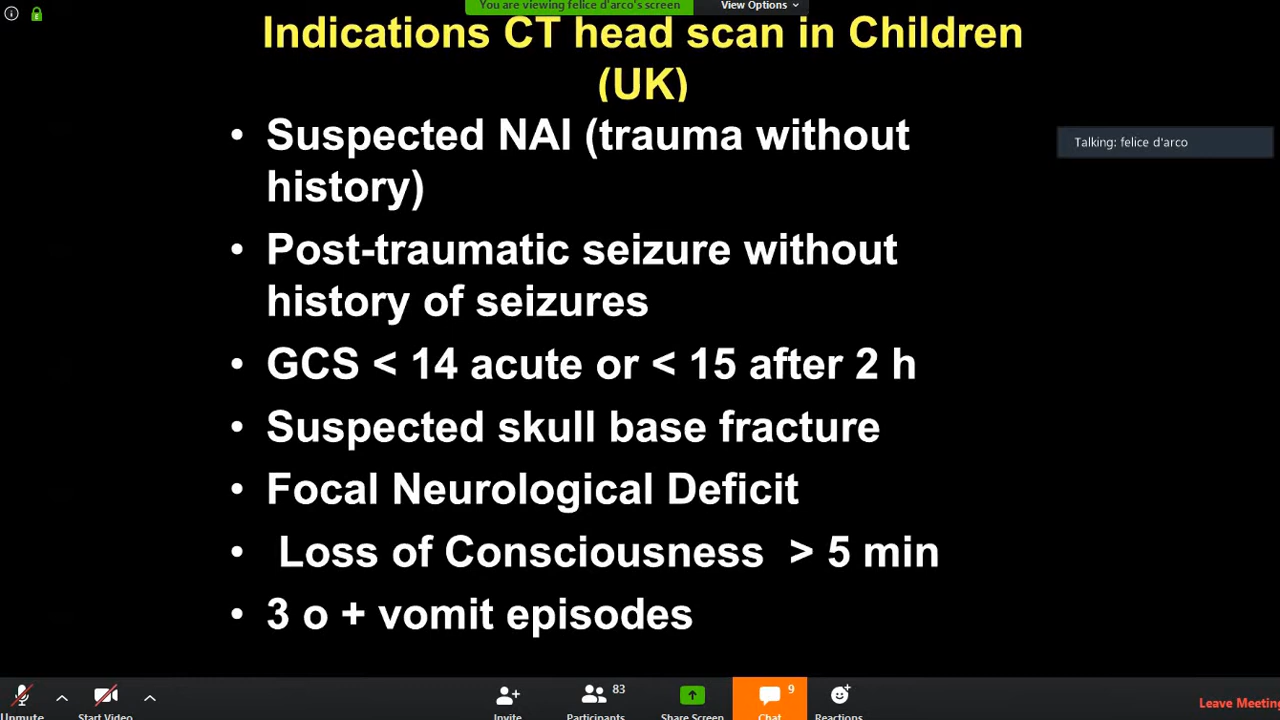 You are viewing felice d'arco's screen
View Options
Indications CT head scan in Children
(UK)
• Suspected NAI (trauma without
history)
Talking: felice d'arco
• Post-traumatic seizure without
history of seizures
• GCS < 14 acute or < 15 after 2 h
• Suspected skull base fracture
• Focal Neurological Deficit
• Loss of Consciousness > 5 min
• 3 o + vomit episodes
Unmute
Start Video
Invite
83
Participants
Share Screen
9
Chat
Reactions
Leave Meeting